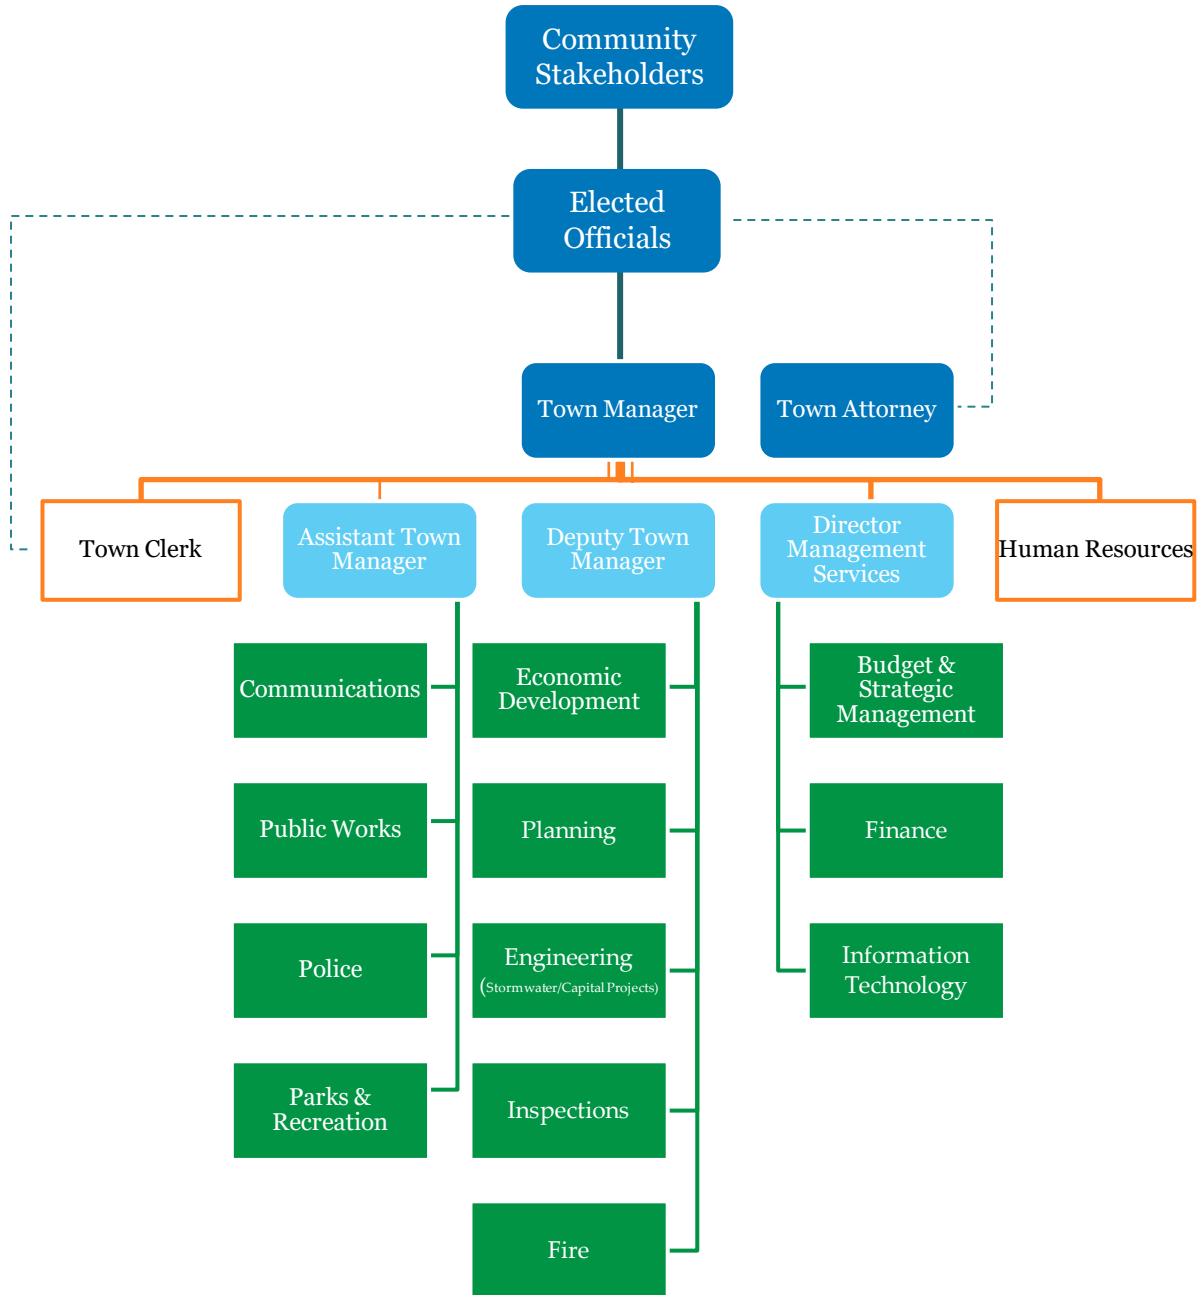 Community
Stakeholders
Elected
Officials
Town Manager
Town Attorney
Town Clerk
Assistant Town
Manager
Deputy Town
Manager
Director
Management
Services
Human Resources
Communications
Economic
Development
Budget &
Strategic
Management
Public Works
Planning
Finance
Police
Engineering
(Stormwater/Capital Projects)
Information
Technology
Parks &
Recreation
Inspections
Fire